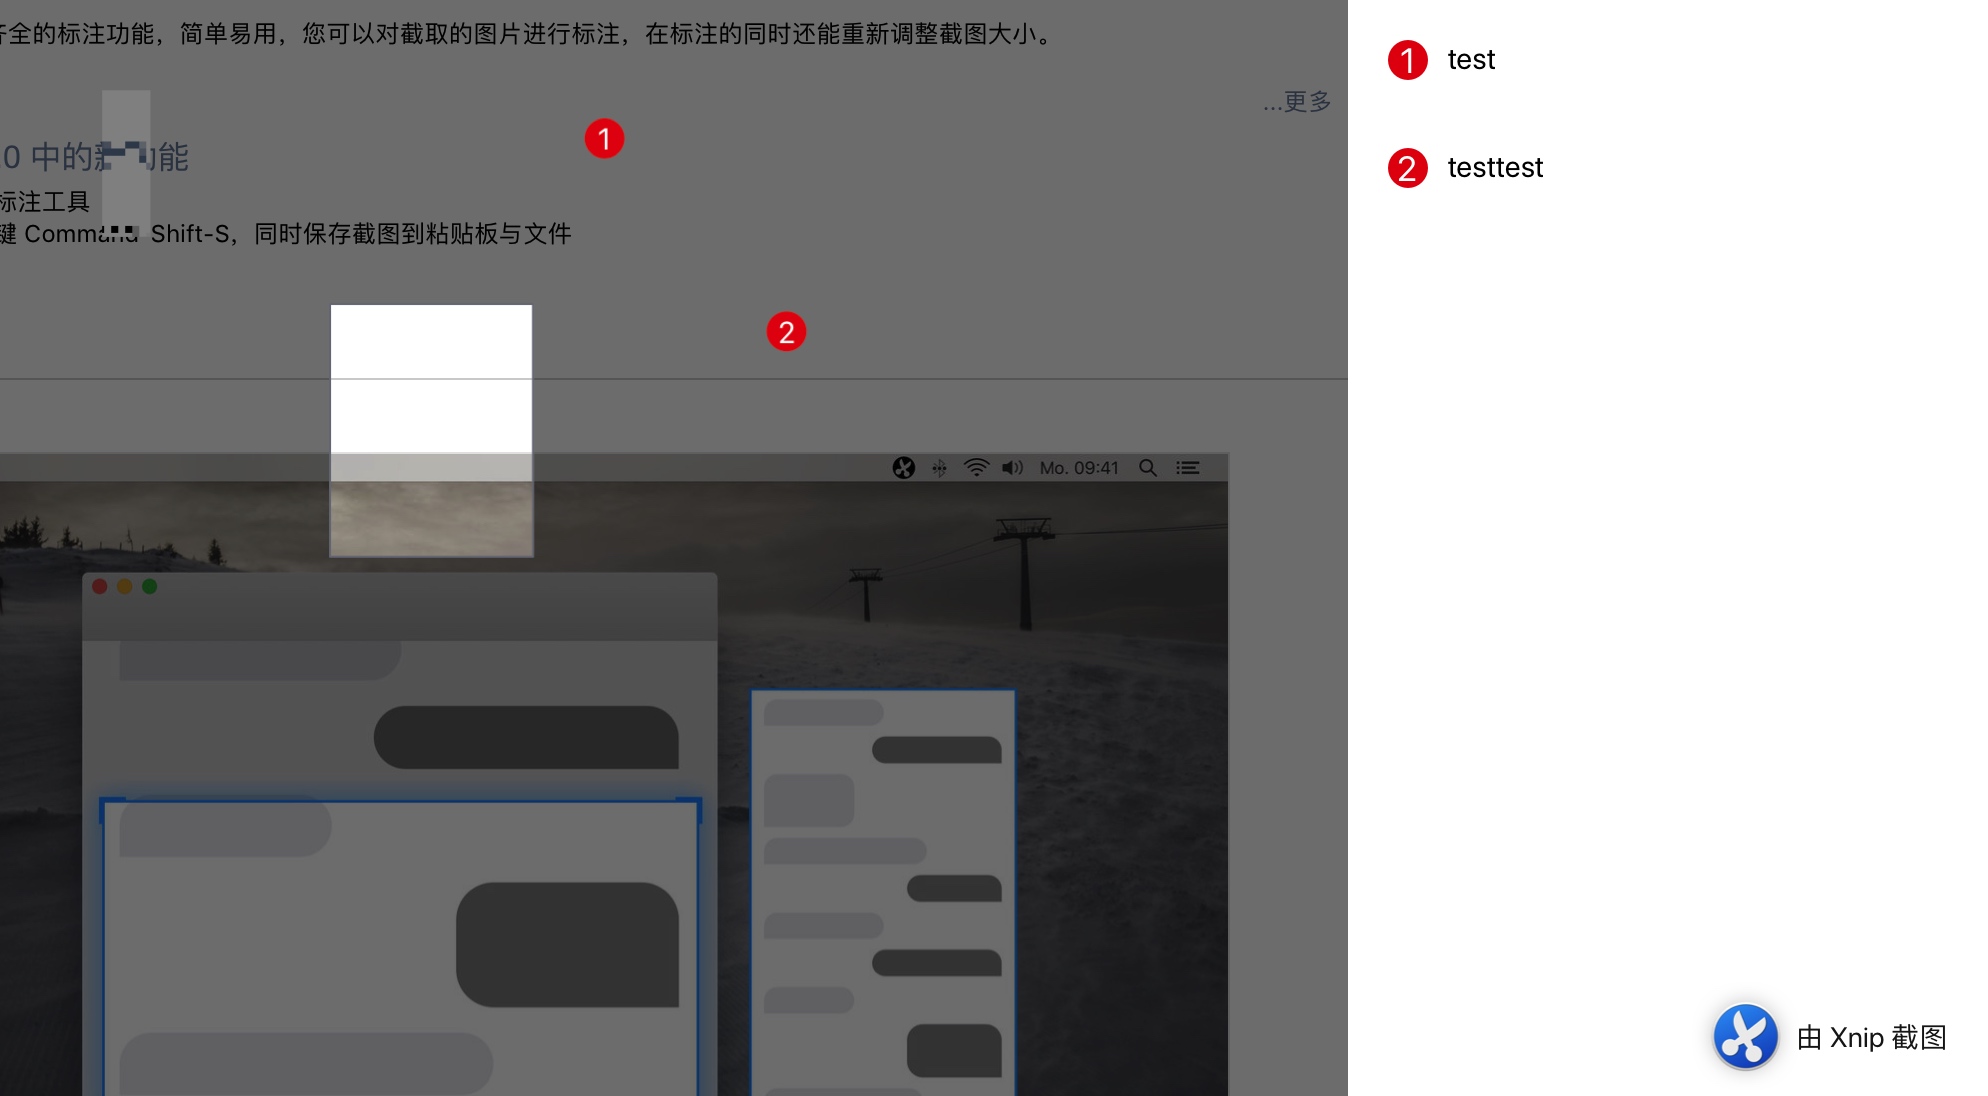 全的标注功能，简单易用，您可以对截取的图片进行标注，在标注的同时还能重新调整截图大小。
...更多
0 中的 能
标注工具
键 Command Shift-S，同时保存截图到粘贴板与文件
1
2
Mo. 09:41
1 test
2 testtest
由 Xnip 截图